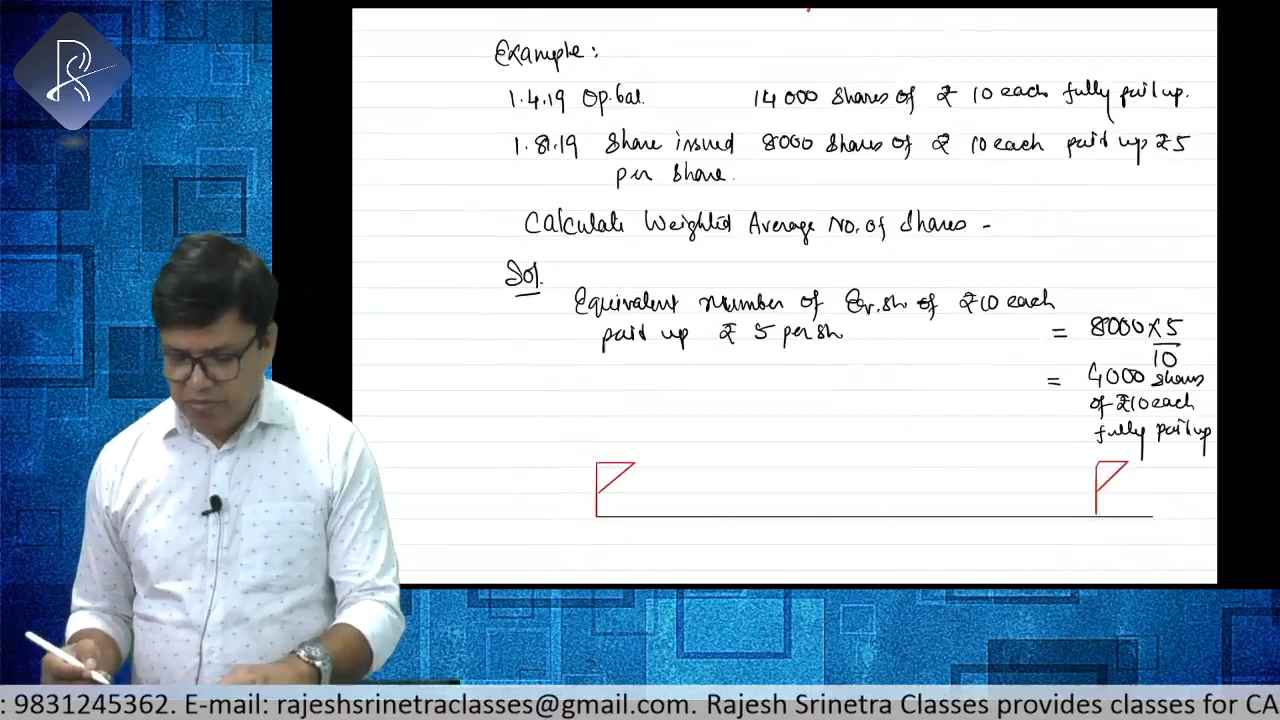 Example:
1.4.19 Op.bal. 14000 Shares of ₹ 10 each fully paid up.
1.8.19 Share issued 8000 Shares of ₹ 10 each paid up ₹5
per share.
Calculate Weighted Average No. of Shares -
Sol.
Equivalent number of Eq.sh of ₹10 each
paid up ₹ 5 per sh = 8000 x 5
10
= 4000 shares
of ₹10 each
fully paid up
: 9831245362. E-mail: rajeshsrinetraclasses@gmail.com. Rajesh Srinetra Classes provides classes for CA